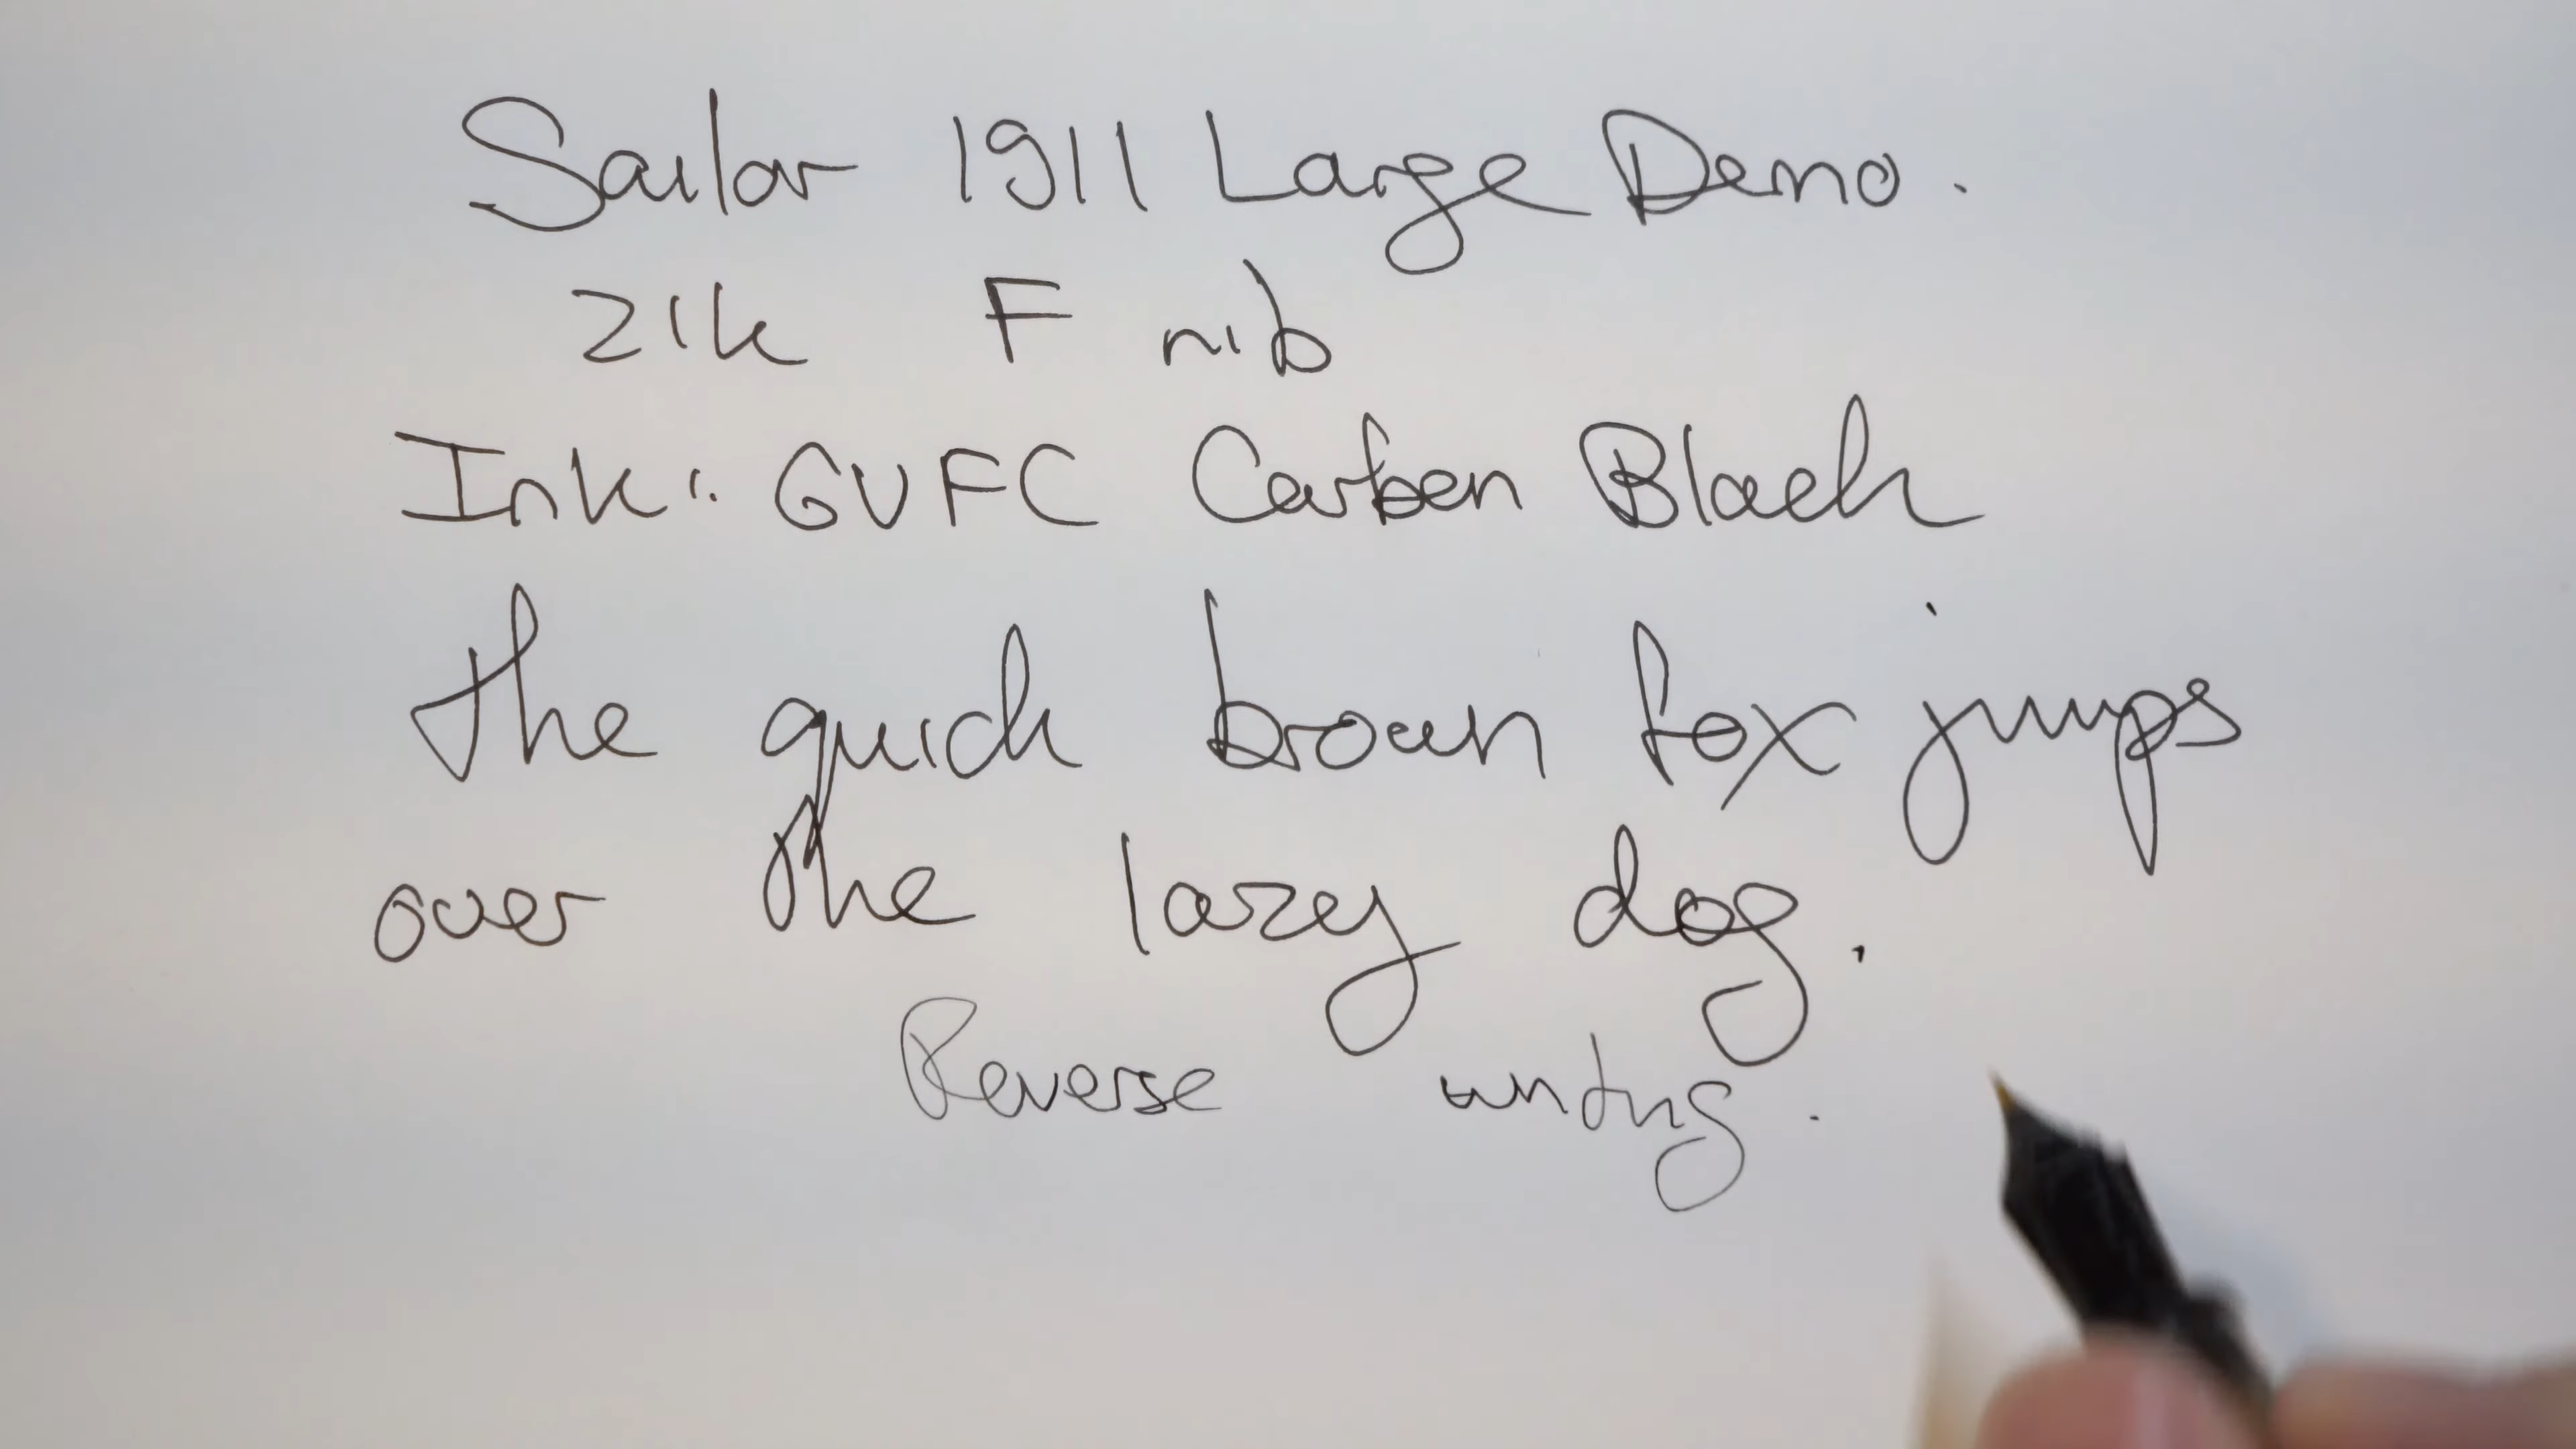 Sailor 1911 Large Demo.
21k F nib
Ink: GVFC Carbon Black
the quick brown fox jumps
over the lazy dog.
Reverse writing.